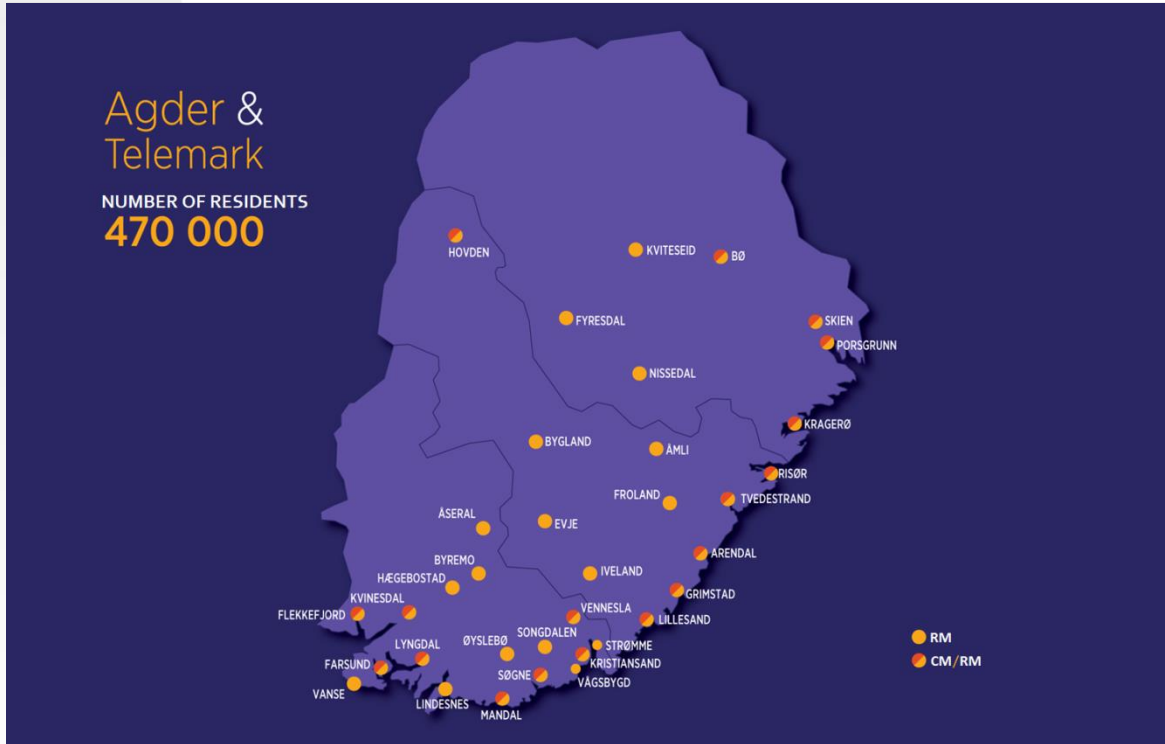 Agder &
Telemark
NUMBER OF RESIDENTS
470 000
HOVDEN
KVITESEID
BØ
FYRESDAL
SKIEN
PORSGRUNN
NISSEDAL
KRAGERØ
BYGLAND
ÅMLI
RISØR
FROLAND
TVEDESTRAND
ÅSERAL
EVJE
ARENDAL
BYREMO
HÆGEBOSTAD
IVELAND
GRIMSTAD
KVINESDAL
FLEKKEFJORD
VENNESLA
LILLESAND
SONGDALEN
STRØMME
LYNGDAL
ØYSLEBØ
KRISTIANSAND
FARSUND
SØGNE
VÅGSBYGD
VANSE
LINDESNES
MANDAL
RM
CM/RM